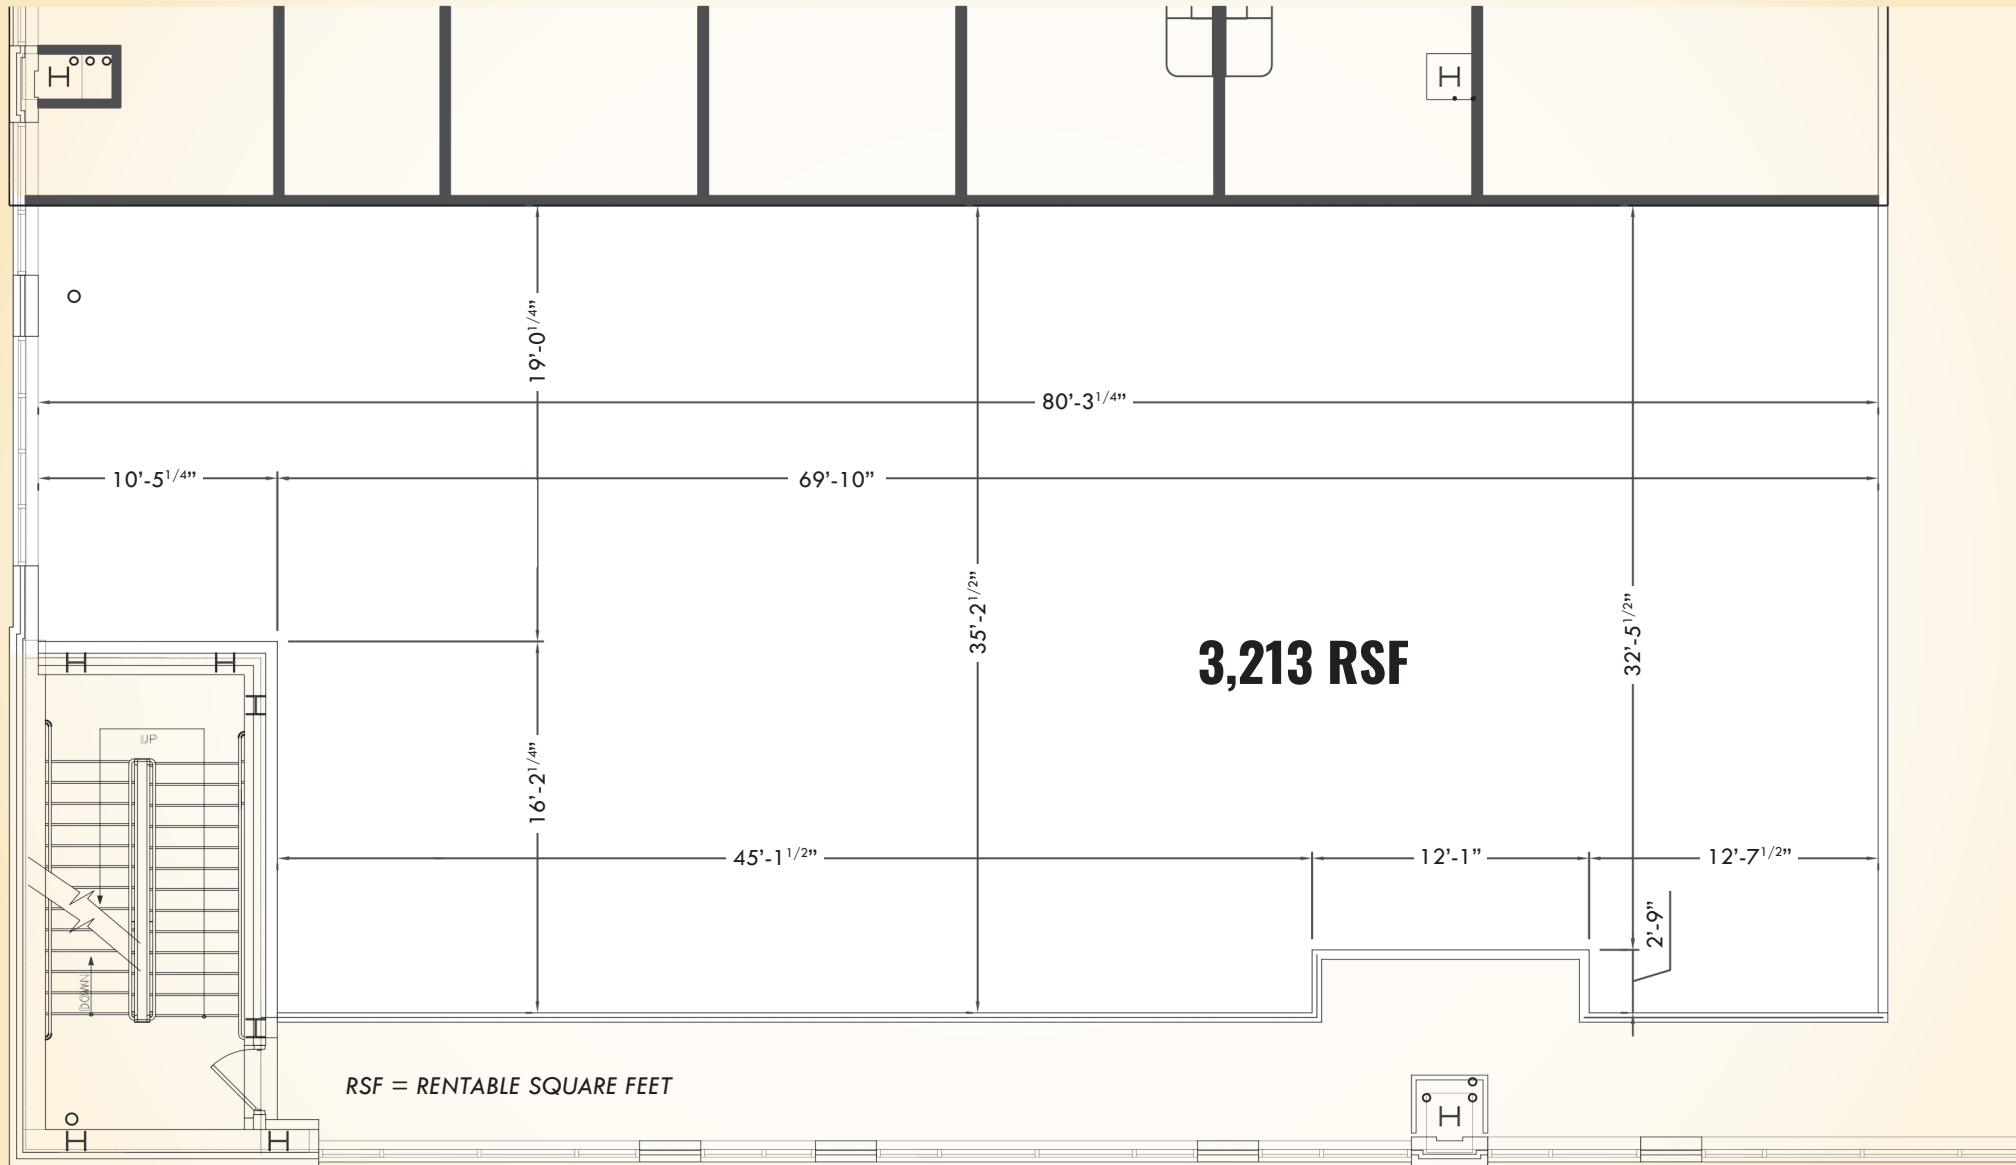 H
H
19'-0 1/4"
80'-3 1/4"
10'-5 1/4"
69'-10"
35'-2 1/2"
32'-5 1/2"
3,213 RSF
H
H
H
UP
16'-2 1/4"
45'-1 1/2"
12'-1"
12'-7 1/2"
2'-9"
DOWN
H
RSF = RENTABLE SQUARE FEET
H
H
H